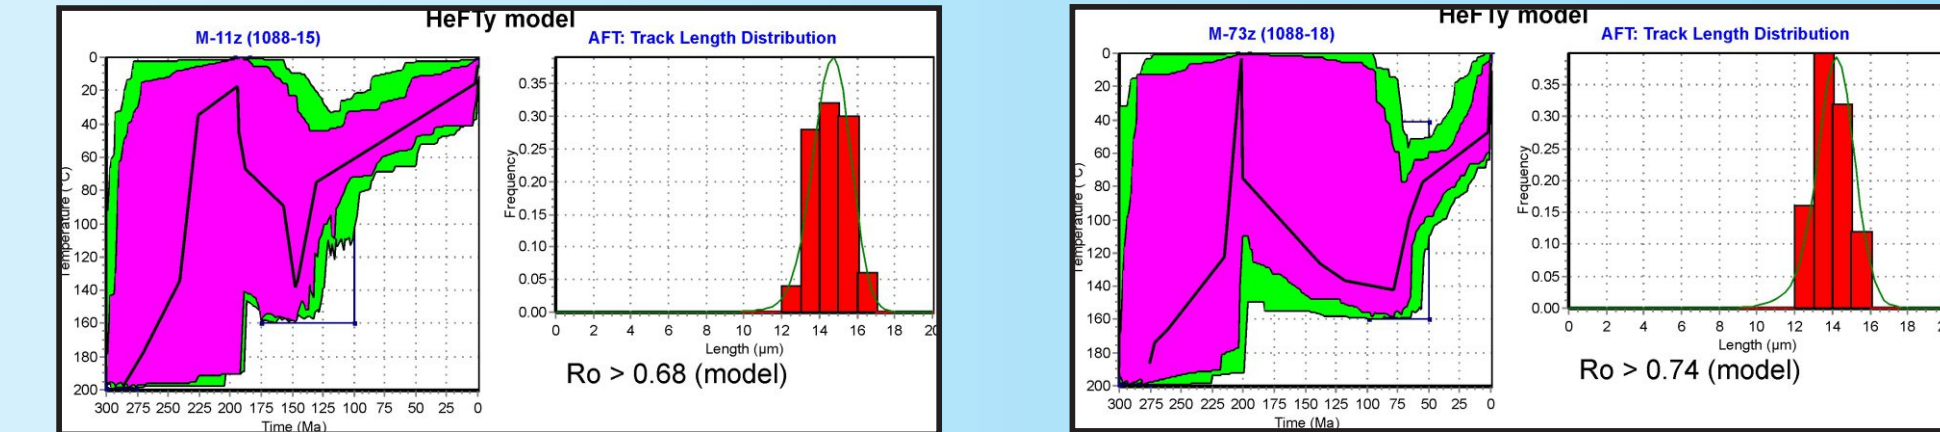 HeFTy model
M-11z (1088-15)
AFT: Track Length Distribution
0
20
40
60
80
100
120
140
160
180
200
Temperature (°C)
300 275 250 225 200 175 150 125 100 75 50 25 0
Time (Ma)
0.35
0.30
0.25
0.20
0.15
0.10
0.05
0.00
Frequency
0 2 4 6 8 10 12 14 16 18 20
Length (µm)
Ro > 0.68 (model)
HeFTy model
M-73z (1088-18)
AFT: Track Length Distribution
0
20
40
60
80
100
120
140
160
180
200
Temperature (°C)
300 275 250 225 200 175 150 125 100 75 50 25 0
Time (Ma)
0.35
0.30
0.25
0.20
0.15
0.10
0.05
0.00
Frequency
0 2 4 6 8 10 12 14 16 18 2
Length (µm)
Ro > 0.74 (model)